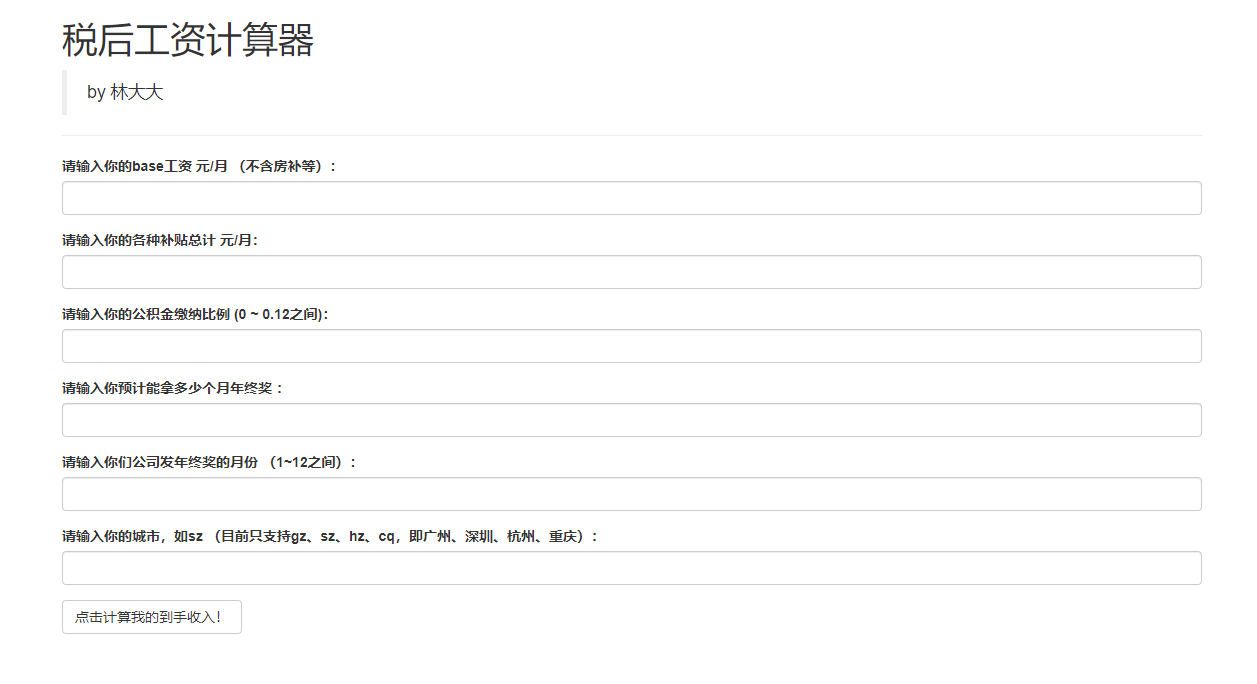 税后工资计算器
by 林大大
请输入你的base工资 元/月 （不含房补等）：
请输入你的各种补贴总计 元/月：
请输入你的公积金缴纳比例 (0 ~ 0.12之间)：
请输入你预计能拿多少个月年终奖 ：
请输入你们公司发年终奖的月份 （1~12之间）：
请输入你的城市，如sz （目前只支持gz、sz、hz、cq，即广州、深圳、杭州、重庆）：
点击计算我的到手收入！